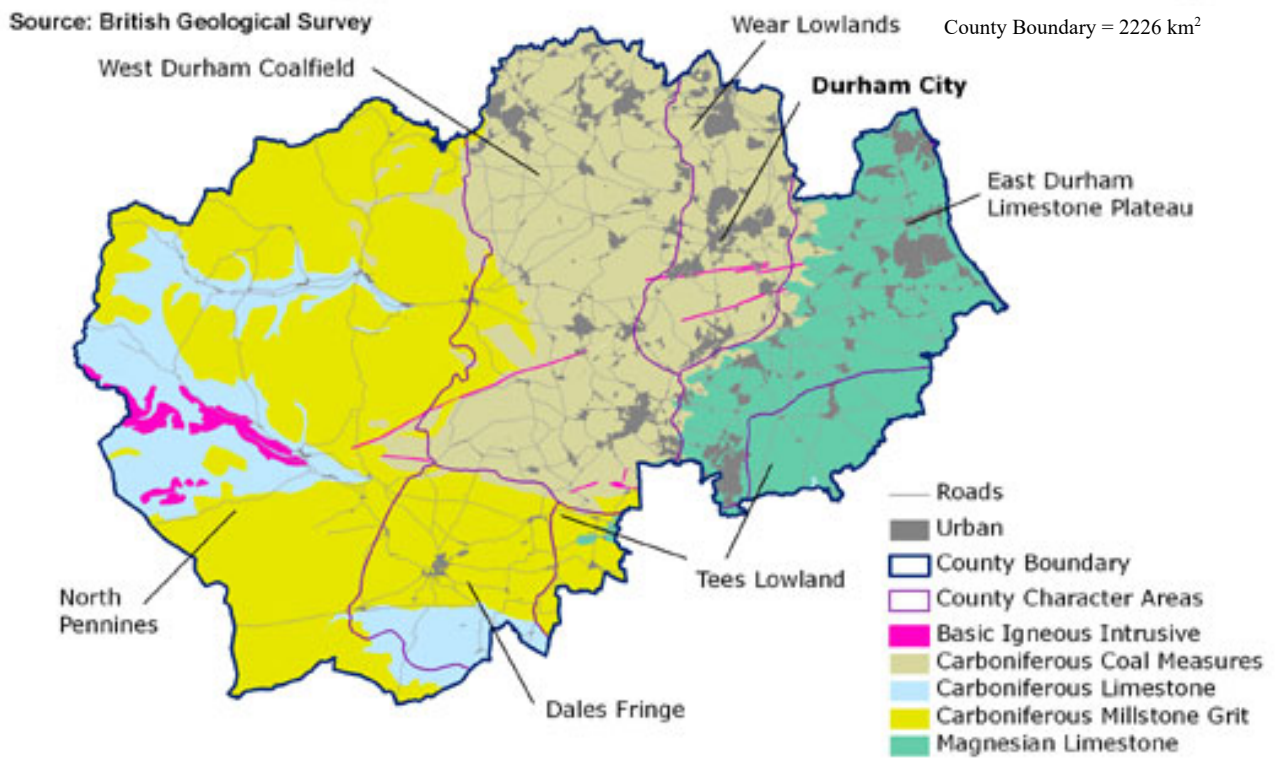 Source: British Geological Survey
Wear Lowlands
County Boundary = 2226 km²
West Durham Coalfield
Durham City
East Durham
Limestone Plateau
Roads
Urban
County Boundary
County Character Areas
Basic Igneous Intrusive
Carboniferous Coal Measures
Carboniferous Limestone
Carboniferous Millstone Grit
Magnesian Limestone
Tees Lowland
North
Pennines
Dales Fringe